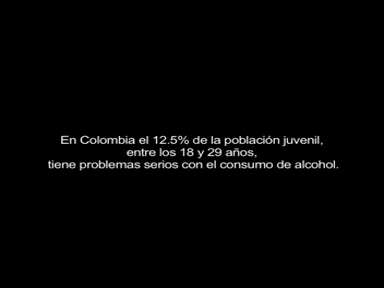 En Colombia el 12.5% de la población juvenil,
entre los 18 y 29 años,
tiene problemas serios con el consumo de alcohol.